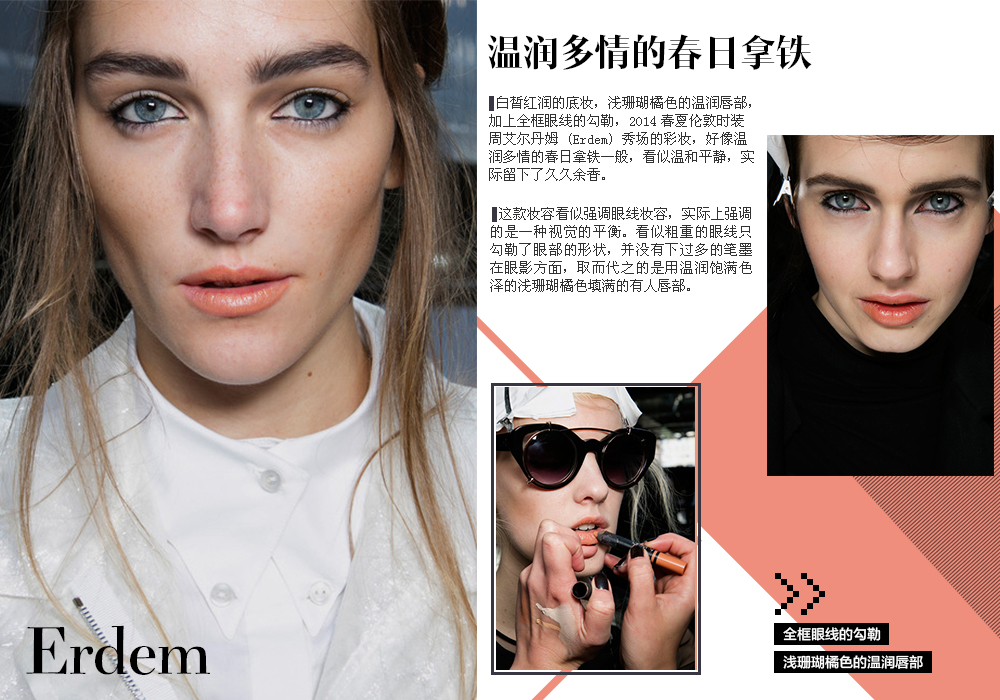 温润多情的春日拿铁
白皙红润的底妆，浅珊瑚橘色的温润唇部，
加上全框眼线的勾勒，2014 春夏伦敦时装
周艾尔丹姆 (Erdem) 秀场的彩妆，好像温
润多情的春日拿铁一般，看似温和平静，实
际留下了久久余香。
这款妆容看似强调眼线妆容，实际上强调
的是一种视觉的平衡。看似粗重的眼线只
勾勒了眼部的形状，并没有下过多的笔墨
在眼影方面，取而代之的是用温润饱满色
泽的浅珊瑚橘色填满的有人唇部。
全框眼线的勾勒
浅珊瑚橘色的温润唇部
Erdem